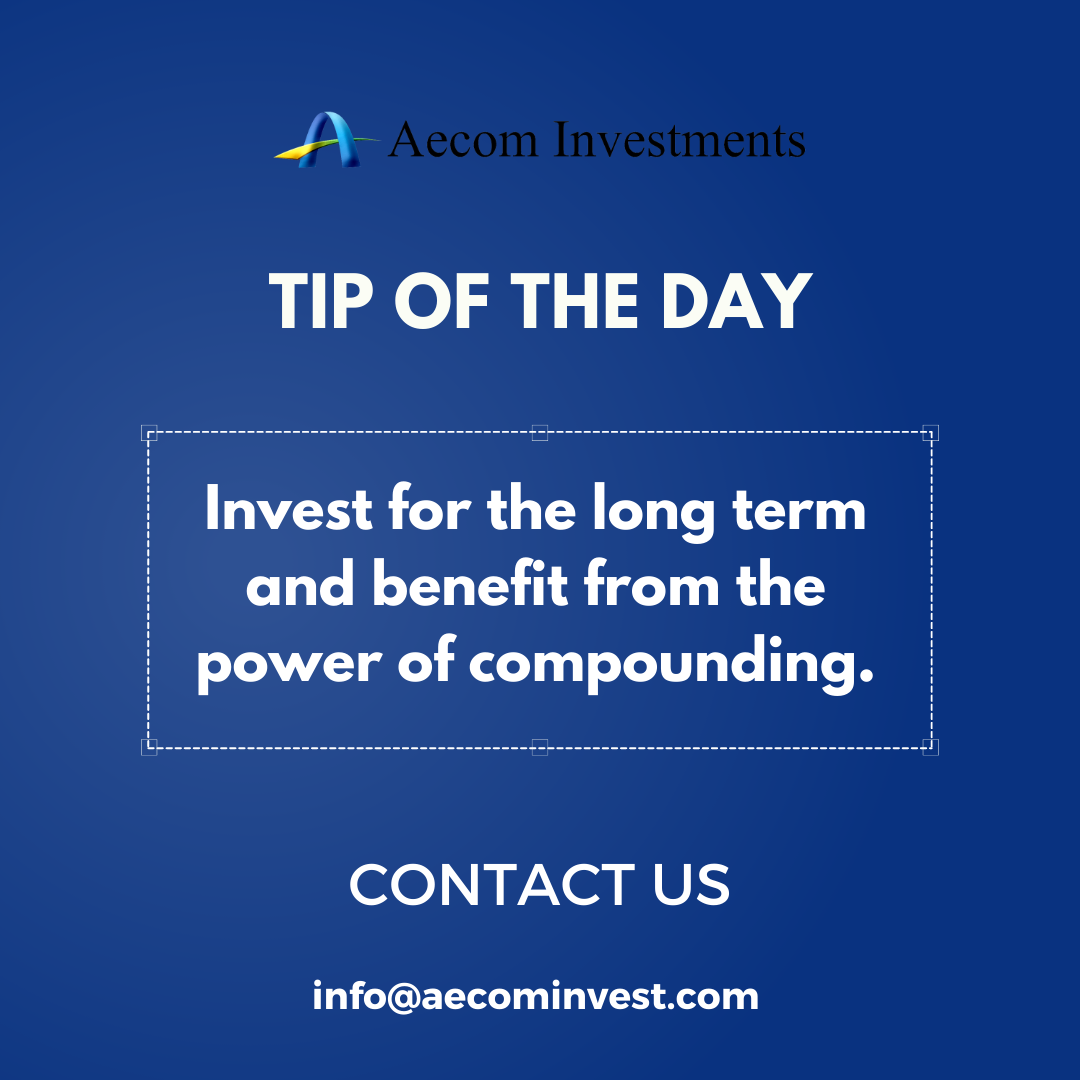 Aecom Investments
TIP OF THE DAY
Invest for the long term
and benefit from the
power of compounding.
CONTACT US
info@aecominvest.com